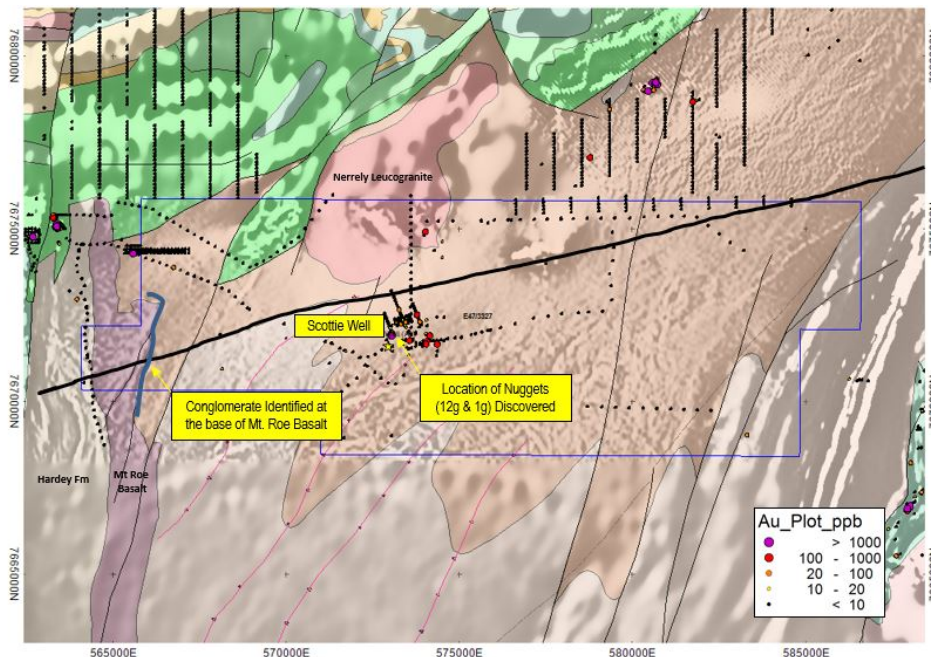 7680000N
Nerrely Leucogranite
7675000N
7675000N
E47/3327
Scottie Well
Location of Nuggets
(12g & 1g) Discovered
7670000N
Conglomerate Identified at
the base of Mt. Roe Basalt
Hardey Fm
Mt Roe
Basalt
Au_Plot_ppb
> 1000
100 - 1000
20 - 100
10 - 20
< 10
7665000N
565000E
570000E
575000E
580000E
585000E